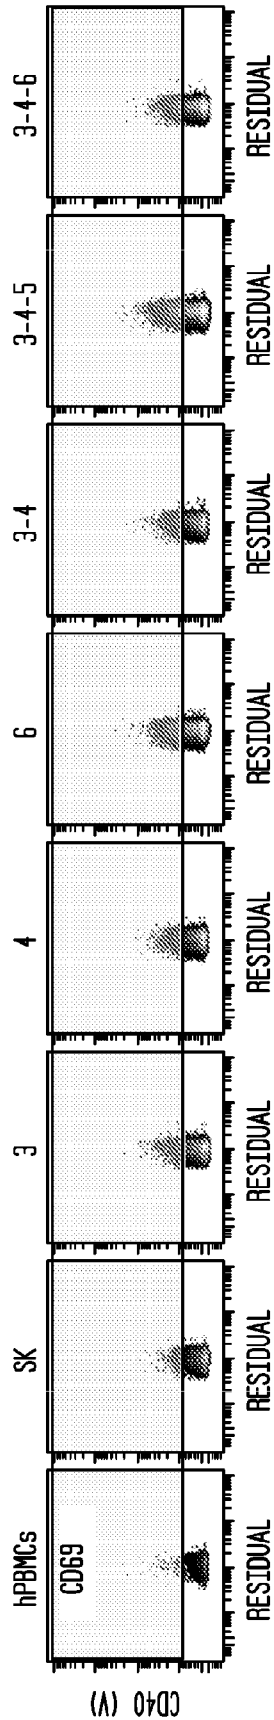 hPBMCs SK 3 4 6 3-4 3-4-5 3-4-6
CD69
CD40 (V)
RESIDUAL RESIDUAL RESIDUAL RESIDUAL RESIDUAL RESIDUAL RESIDUAL RESIDUAL